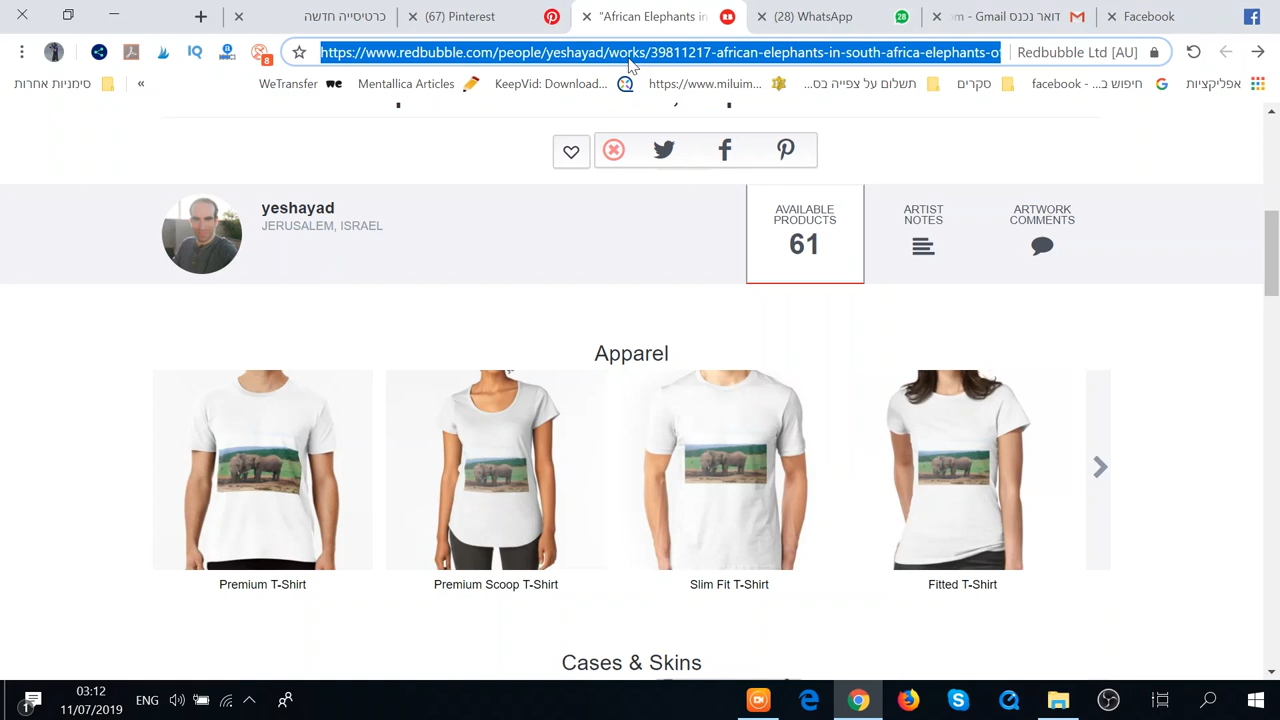 כרטיסייה חדשה
(67) Pinterest
"African Elephants in
(28) WhatsApp
דואר נכנס Gmail - om
Facebook
8
https://www.redbubble.com/people/yeshayad/works/39811217-african-elephants-in-south-africa-elephants-o
Redbubble Ltd [AU]
סימניות אחרות
«
WeTransfer
Mentallica Articles
KeepVid: Download...
https://www.miluim...
תשלום על צפייה בס...
סקרים
facebook - חיפוש ב...
אפליקציות
yeshayad
JERUSALEM, ISRAEL
AVAILABLE
PRODUCTS
61
ARTIST
NOTES
ARTWORK
COMMENTS
Apparel
Premium T-Shirt
Premium Scoop T-Shirt
Slim Fit T-Shirt
Fitted T-Shirt
Cases & Skins
03:12
11/07/2019
ENG